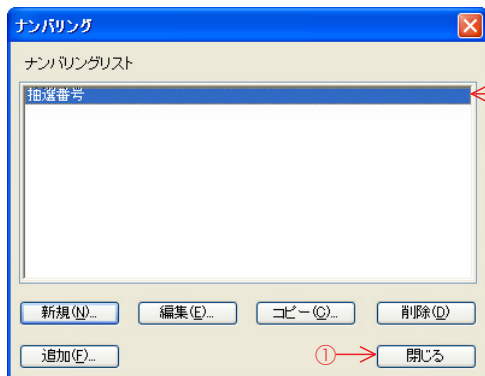 ナンバリング
ナンバリングリスト
抽選番号
新規(N)... 編集(E)... コピー(C)... 削除(D)
追加(F)... ① 閉じる